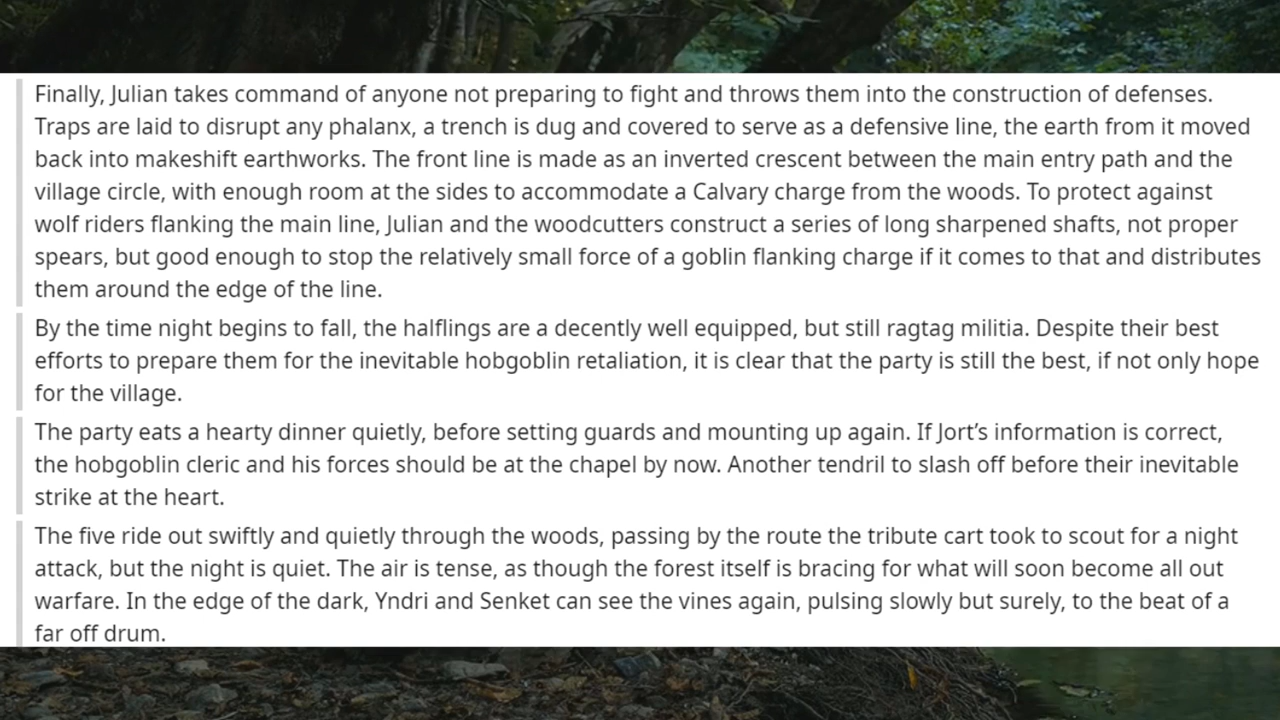 Finally, Julian takes command of anyone not preparing to fight and throws them into the construction of defenses.
Traps are laid to disrupt any phalanx, a trench is dug and covered to serve as a defensive line, the earth from it moved
back into makeshift earthworks. The front line is made as an inverted crescent between the main entry path and the
village circle, with enough room at the sides to accommodate a Calvary charge from the woods. To protect against
wolf riders flanking the main line, Julian and the woodcutters construct a series of long sharpened shafts, not proper
spears, but good enough to stop the relatively small force of a goblin flanking charge if it comes to that and distributes
them around the edge of the line.
By the time night begins to fall, the halflings are a decently well equipped, but still ragtag militia. Despite their best
efforts to prepare them for the inevitable hobgoblin retaliation, it is clear that the party is still the best, if not only hope
for the village.
The party eats a hearty dinner quietly, before setting guards and mounting up again. If Jort’s information is correct,
the hobgoblin cleric and his forces should be at the chapel by now. Another tendril to slash off before their inevitable
strike at the heart.
The five ride out swiftly and quietly through the woods, passing by the route the tribute cart took to scout for a night
attack, but the night is quiet. The air is tense, as though the forest itself is bracing for what will soon become all out
warfare. In the edge of the dark, Yndri and Senket can see the vines again, pulsing slowly but surely, to the beat of a
far off drum.